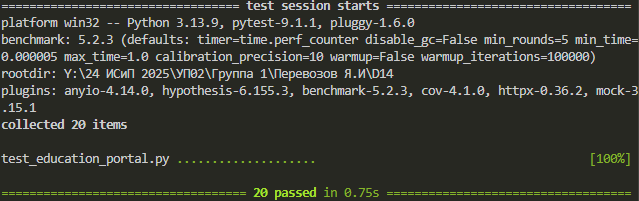 ============================= test session starts =============================
platform win32 -- Python 3.13.9, pytest-9.1.1, pluggy-1.6.0
benchmark: 5.2.3 (defaults: timer=time.perf_counter disable_gc=False min_rounds=5 min_time=
0.000005 max_time=1.0 calibration_precision=10 warmup=False warmup_iterations=100000)
rootdir: Y:\24 ИСиП 2025\УП02\Группа 1\Перевозов Я.И\D14
plugins: anyio-4.14.0, hypothesis-6.155.3, benchmark-5.2.3, cov-4.1.0, httpx-0.36.2, mock-3
.15.1
collected 20 items
test_education_portal.py .................... [100%]
============================= 20 passed in 0.75s =============================